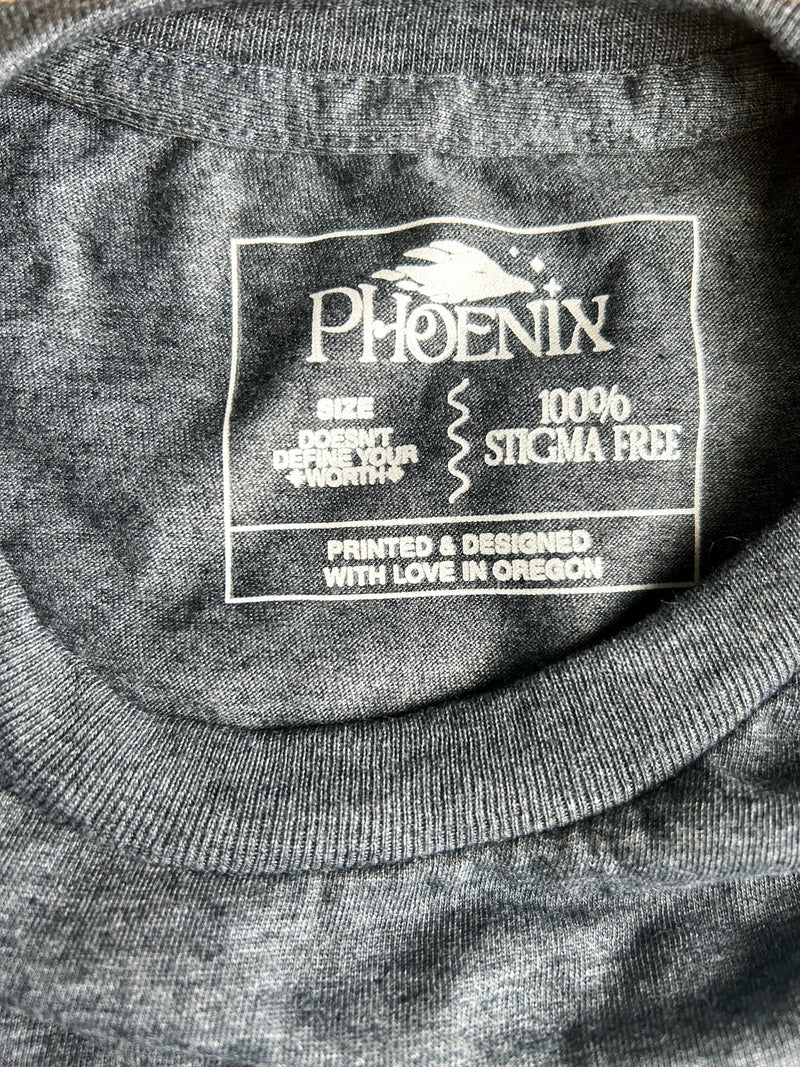 PHOENIX
SIZE
DOESN'T
DEFINE YOUR
WORTH
100%
STIGMA FREE
PRINTED & DESIGNED
WITH LOVE IN OREGON